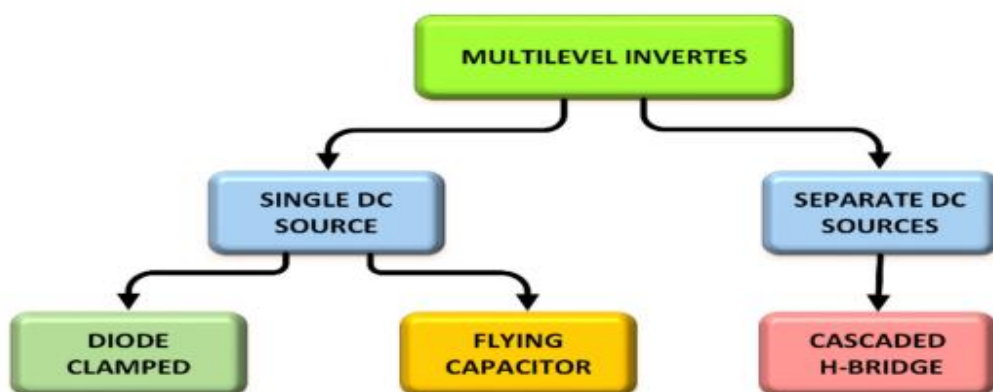 MULTILEVEL INVERTES
SINGLE DC
SOURCE
SEPARATE DC
SOURCES
DIODE
CLAMPED
FLYING
CAPACITOR
CASCADED
H-BRIDGE